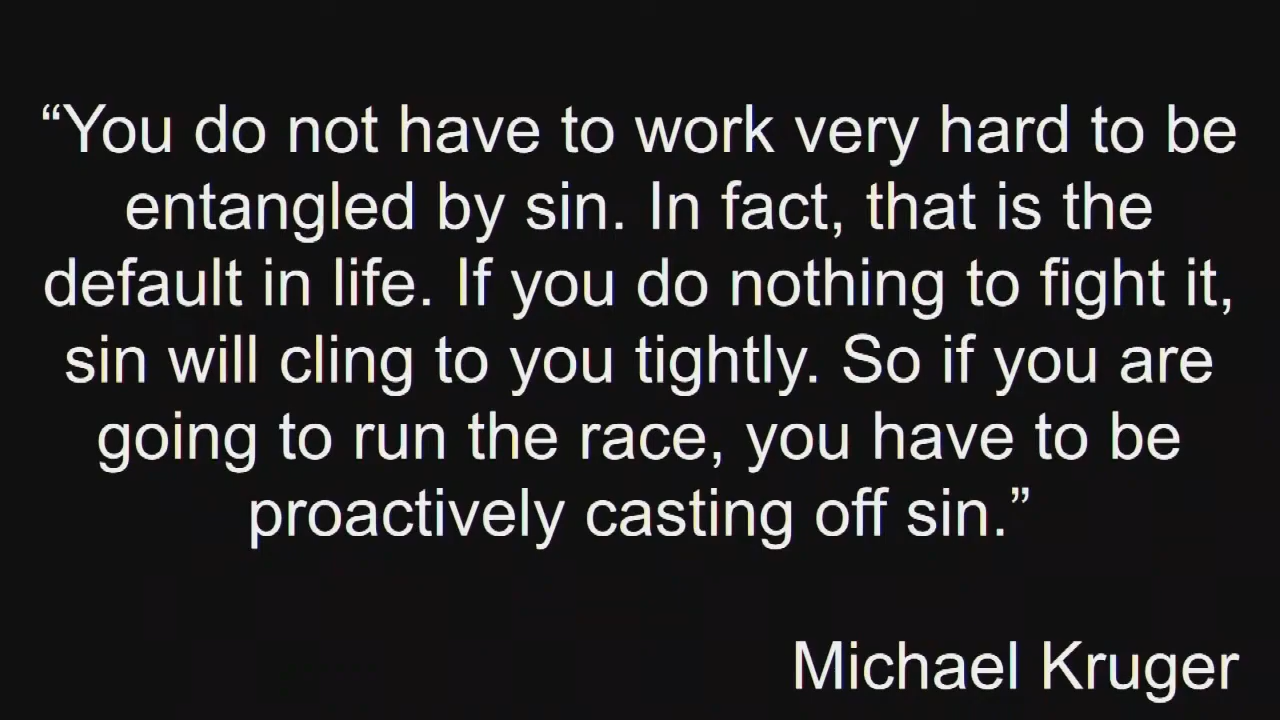 “You do not have to work very hard to be
entangled by sin. In fact, that is the
default in life. If you do nothing to fight it,
sin will cling to you tightly. So if you are
going to run the race, you have to be
proactively casting off sin.”
Michael Kruger